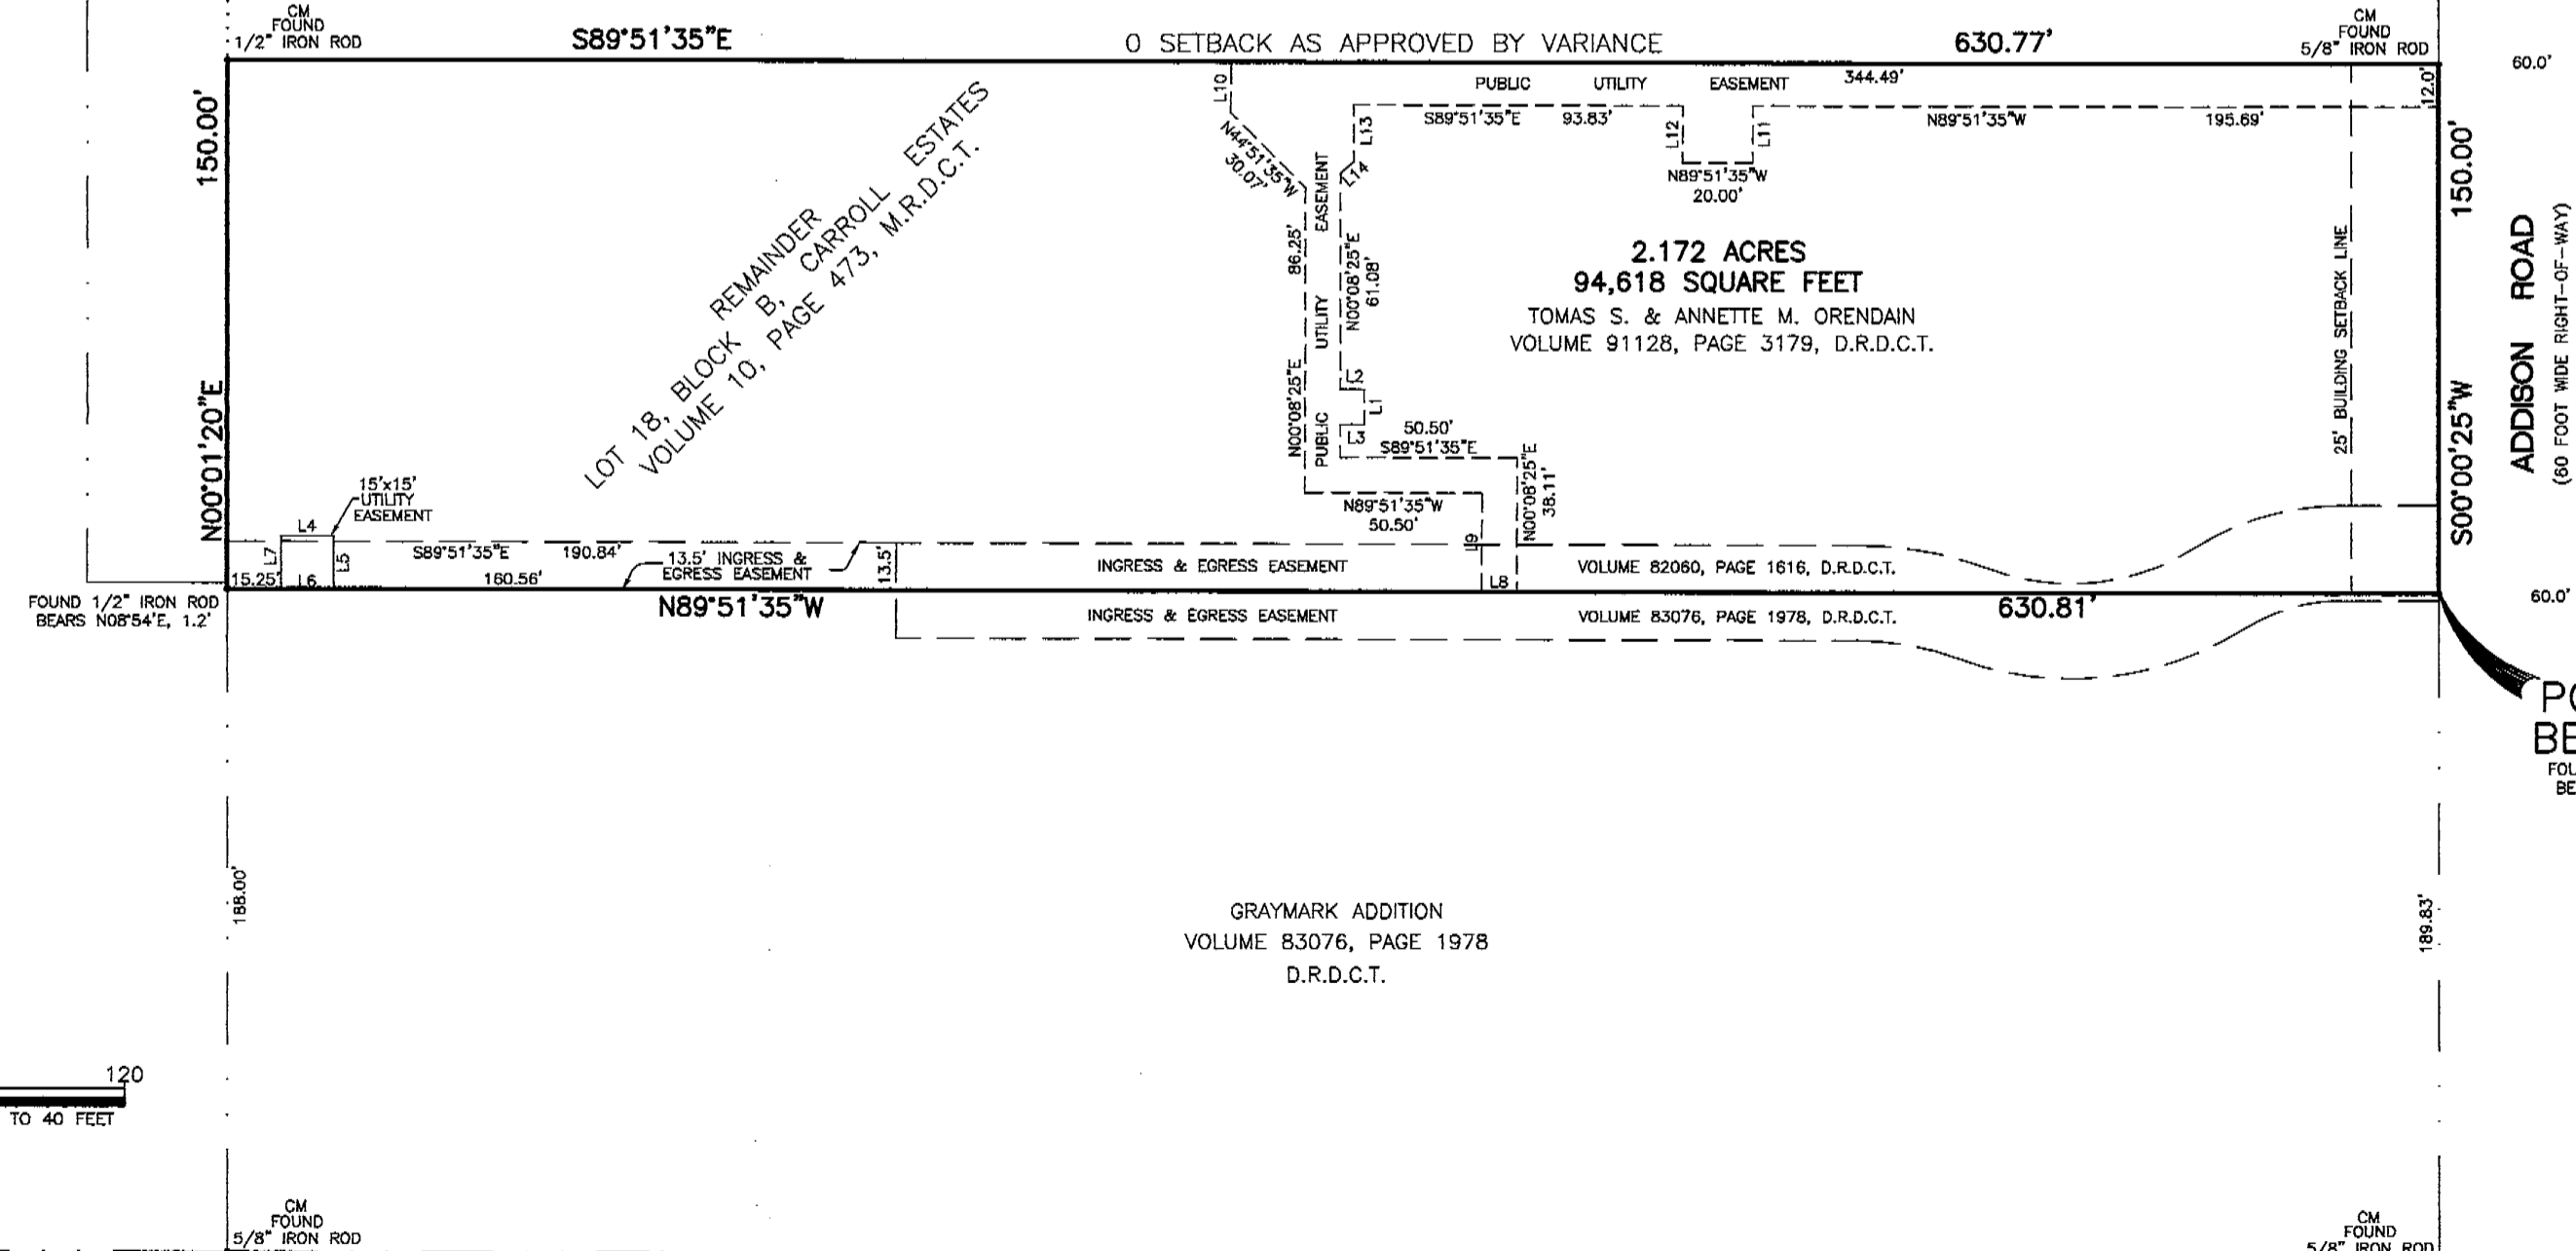 CM
FOUND
1/2" IRON ROD
S89°51'35"E
0 SETBACK AS APPROVED BY VARIANCE
630.77'
CM
FOUND
5/8" IRON ROD
60.0'
PUBLIC UTILITY EASEMENT
344.49'
12.0'
L10
L13
S89°51'35"E 93.83'
L12
L11
N89°51'35"W 195.69'
150.00'
N44°51'35"W
30.07'
L14
N89°51'35"W
20.00'
150.00'
REMAINDER
LOT 18, BLOCK B, CARROLL ESTATES
VOLUME 10, PAGE 473, M.R.D.C.T.
N00°08'25"E 86.25'
PUBLIC UTILITY EASEMENT
N00°08'25"E
61.08'
2.172 ACRES
94,618 SQUARE FEET
TOMAS S. & ANNETTE M. ORENDAIN
VOLUME 91128, PAGE 3179, D.R.D.C.T.
25' BUILDING SETBACK LINE
ADDISON ROAD
(60 FOOT WIDE RIGHT-OF-WAY)
L2
L1
L3
50.50'
S89°51'35"E
N00°01'20"E
S00°00'25"W
N00°08'25"E
38.11'
15'x15'
UTILITY
EASEMENT
N89°51'35"W
50.50'
L4
L7
L5
L6
15.25'
S89°51'35"E 190.84'
160.56'
13.5' INGRESS &
EGRESS EASEMENT
13.5'
INGRESS & EGRESS EASEMENT
L9
L8
VOLUME 82060, PAGE 1616, D.R.D.C.T.
FOUND 1/2" IRON ROD
BEARS N08°54'E, 1.2'
N89°51'35"W
INGRESS & EGRESS EASEMENT
VOLUME 83076, PAGE 1978, D.R.D.C.T.
630.81'
60.0'
PO
BE
FOU
BE
188.00'
189.83'
GRAYMARK ADDITION
VOLUME 83076, PAGE 1978
D.R.D.C.T.
120
TO 40 FEET
CM
FOUND
5/8" IRON ROD
CM
FOUND
5/8" IRON ROD